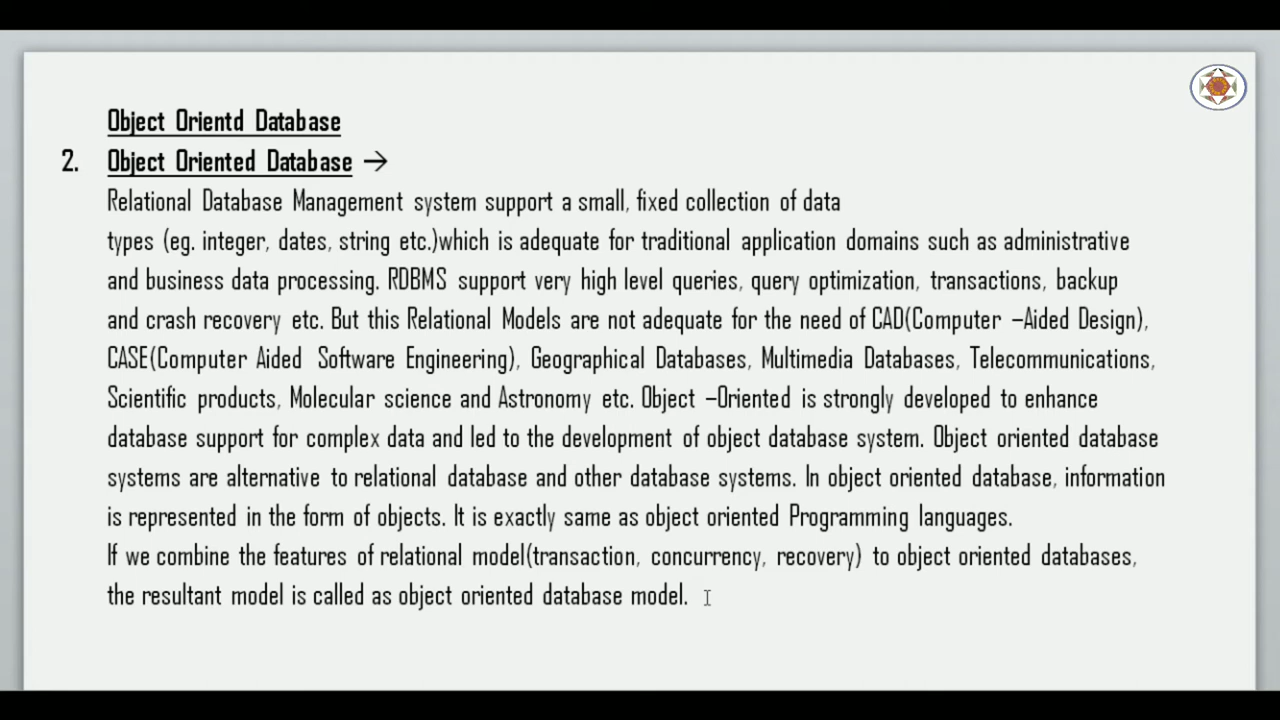 Object Orientd Database
2. Object Oriented Database →
Relational Database Management system support a small, fixed collection of data
types (eg. integer, dates, string etc.)which is adequate for traditional application domains such as administrative
and business data processing. RDBMS support very high level queries, query optimization, transactions, backup
and crash recovery etc. But this Relational Models are not adequate for the need of CAD(Computer –Aided Design),
CASE(Computer Aided Software Engineering), Geographical Databases, Multimedia Databases, Telecommunications,
Scientific products, Molecular science and Astronomy etc. Object –Oriented is strongly developed to enhance
database support for complex data and led to the development of object database system. Object oriented database
systems are alternative to relational database and other database systems. In object oriented database, information
is represented in the form of objects. It is exactly same as object oriented Programming languages.
If we combine the features of relational model(transaction, concurrency, recovery) to object oriented databases,
the resultant model is called as object oriented database model.